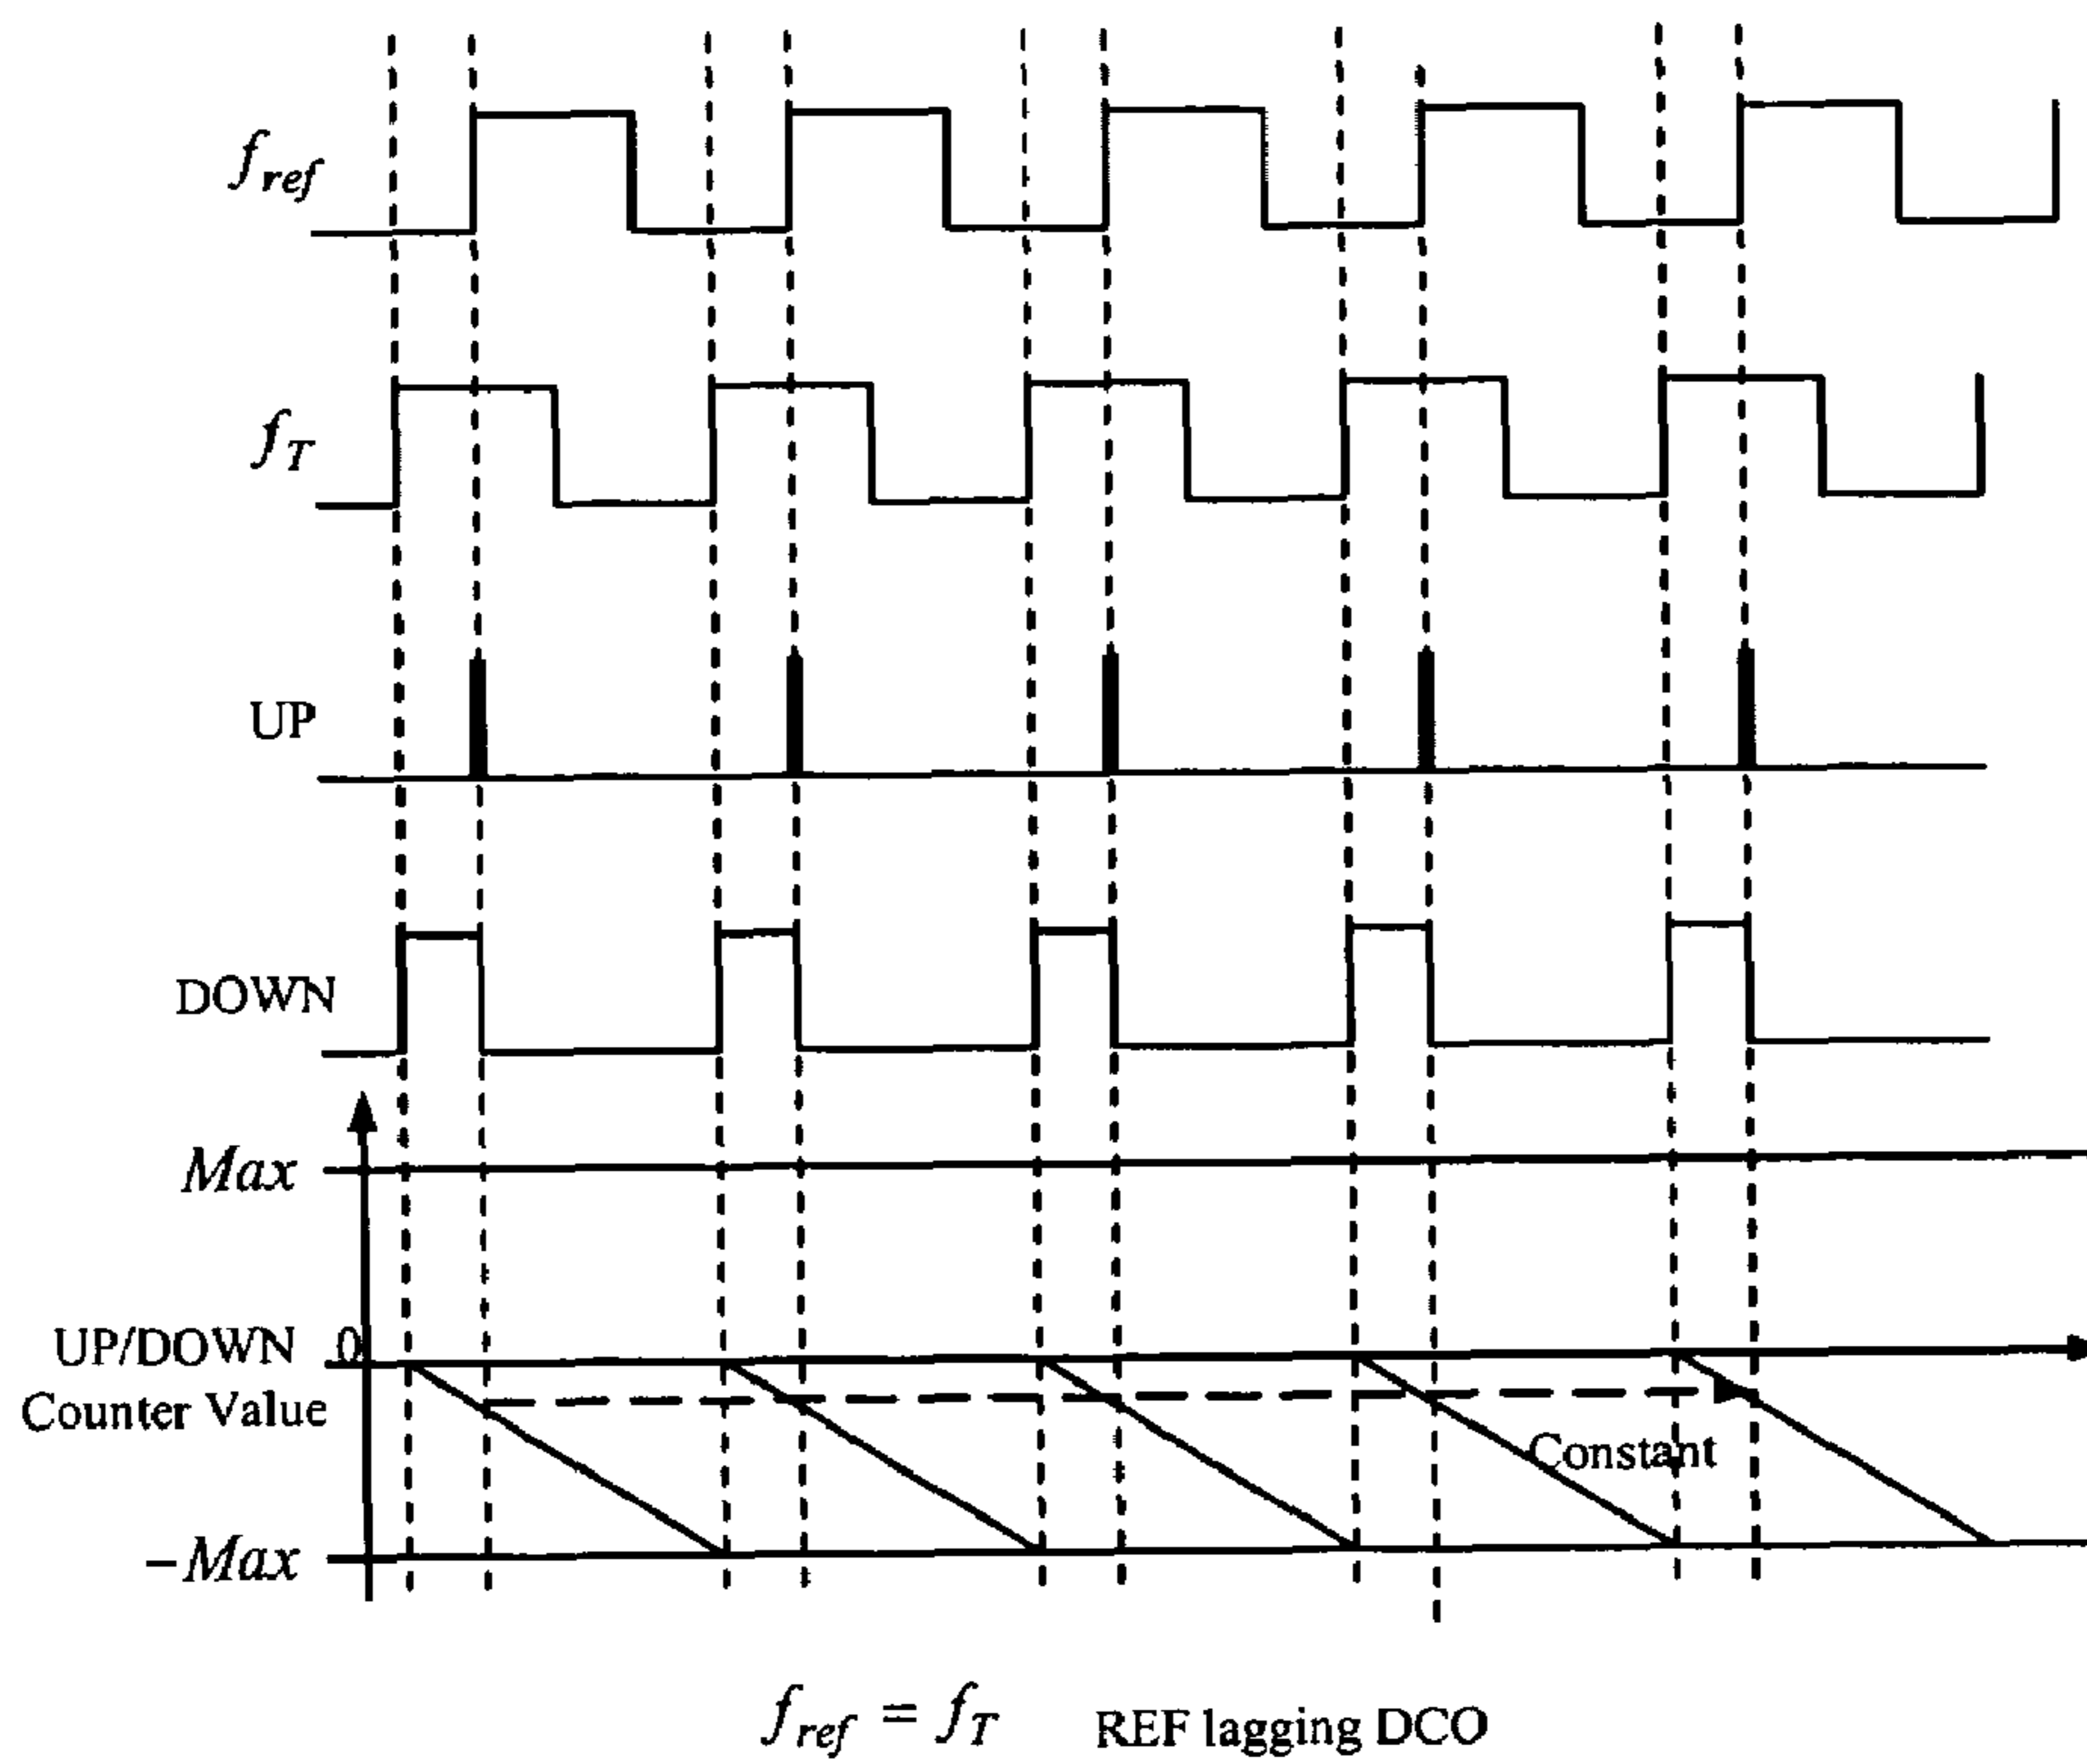 f_ref
f_T
UP
DOWN
Max
UP/DOWN 0
Counter Value
Constant
−Max
f_ref = f_T REF lagging DCO